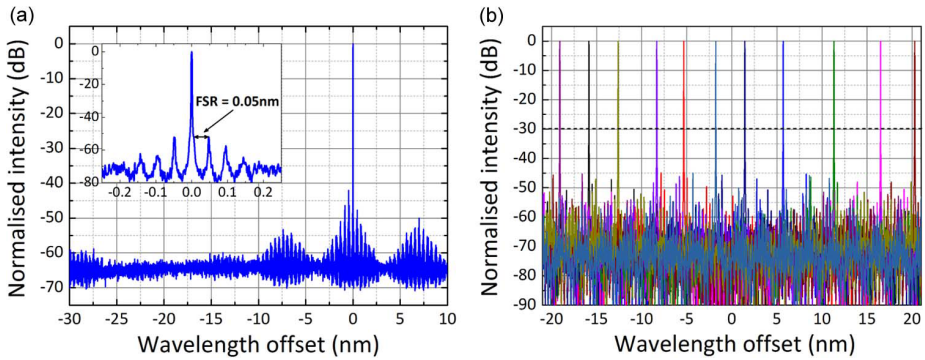 (a)
Normalised intensity (dB)
0
-10
-20
-30
-40
-50
-60
-70
0
-20
-40
-60
-80
FSR = 0.05nm
-0.2 -0.1 0.0 0.1 0.2
-30 -25 -20 -15 -10 -5 0 5 10
Wavelength offset (nm)
(b)
Normalised intensity (dB)
0
-10
-20
-30
-40
-50
-60
-70
-80
-90
-20 -15 -10 -5 0 5 10 15 20
Wavelength offset (nm)